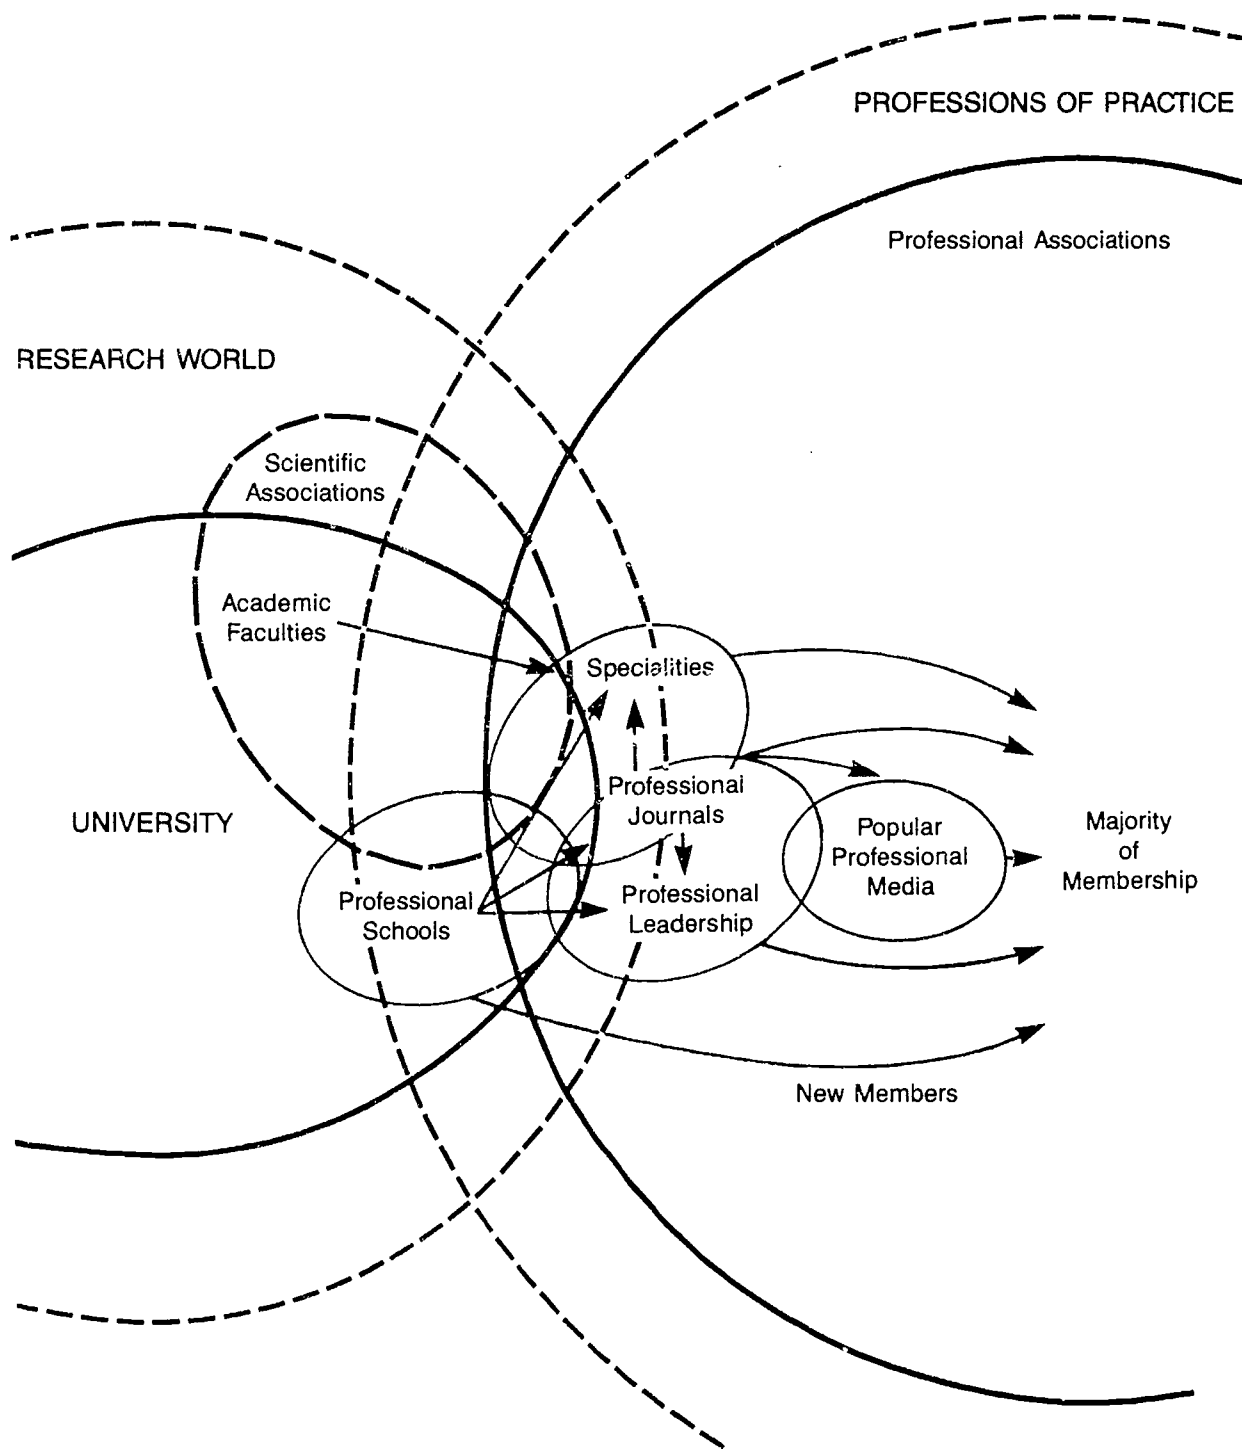 PROFESSIONS OF PRACTICE
Professional Associations
RESEARCH WORLD
Scientific
Associations
Academic
Faculties
Specialities
UNIVERSITY
Professional
Journals
Popular
Professional
Media
Majority
of
Membership
Professional
Schools
Professional
Leadership
New Members